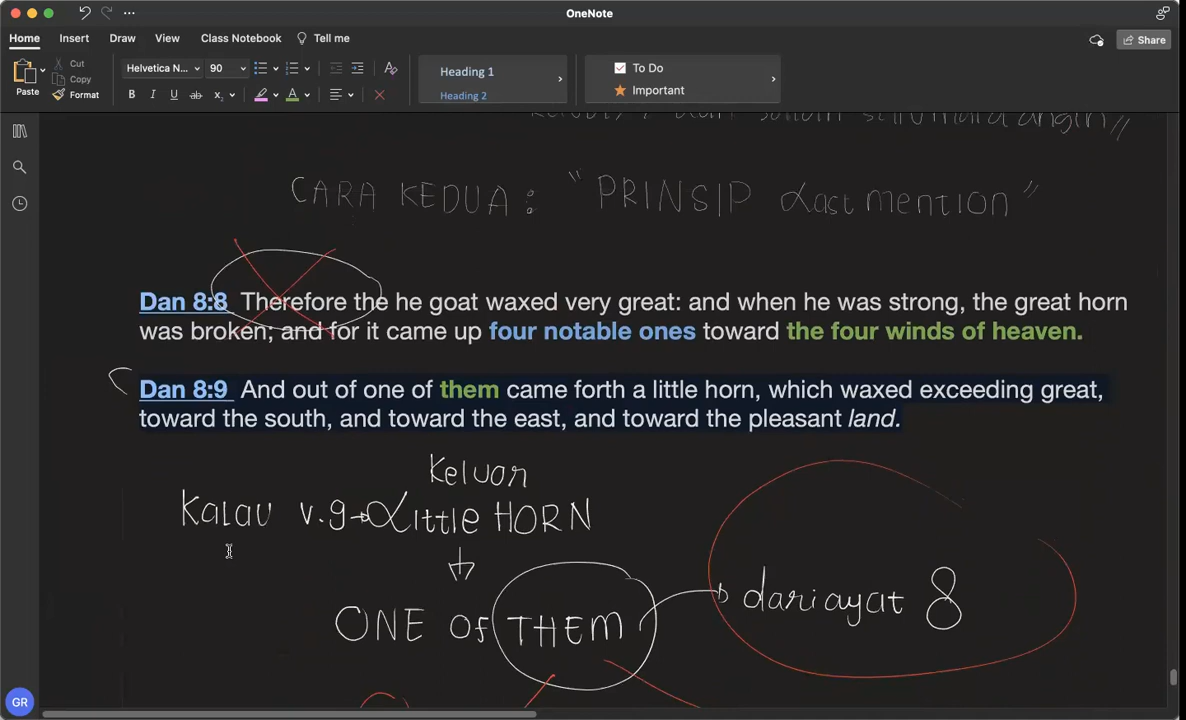 OneNote
Home Insert Draw View Class Notebook Tell me Share
Paste Cut Copy Format Helvetica N... 90 Heading 1 Heading 2 To Do Important
B I U ab x A
CARA KEDUA : " PRINSIP Last mention "
Dan 8:8 Therefore the he goat waxed very great: and when he was strong, the great horn
was broken; and for it came up four notable ones toward the four winds of heaven.
Dan 8:9 And out of one of them came forth a little horn, which waxed exceeding great,
toward the south, and toward the east, and toward the pleasant land.
Keluar
Kalau v.9 → Little HORN
ONE Of THEM dari ayat 8
GR